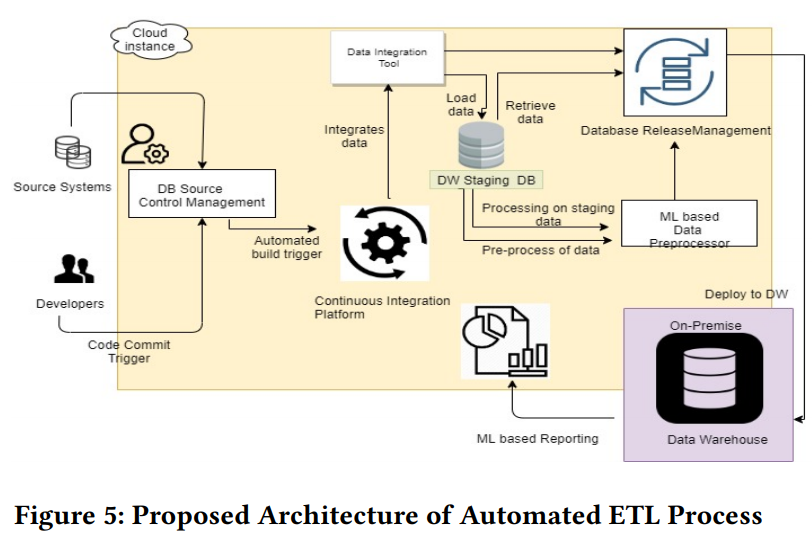 Cloud
instance
Data Integration
Tool
Load
data
Retrieve
data
Database ReleaseManagement
Integrates
data
Source Systems
DB Source
Control Management
DW Staging DB
Processing on staging
data
ML based
Data
Preprocessor
Automated
build trigger
Pre-process of data
Developers
Continuous Integration
Platform
Deploy to DW
Code Commit
Trigger
On-Premise
ML based Reporting
Data Warehouse
Figure 5: Proposed Architecture of Automated ETL Process